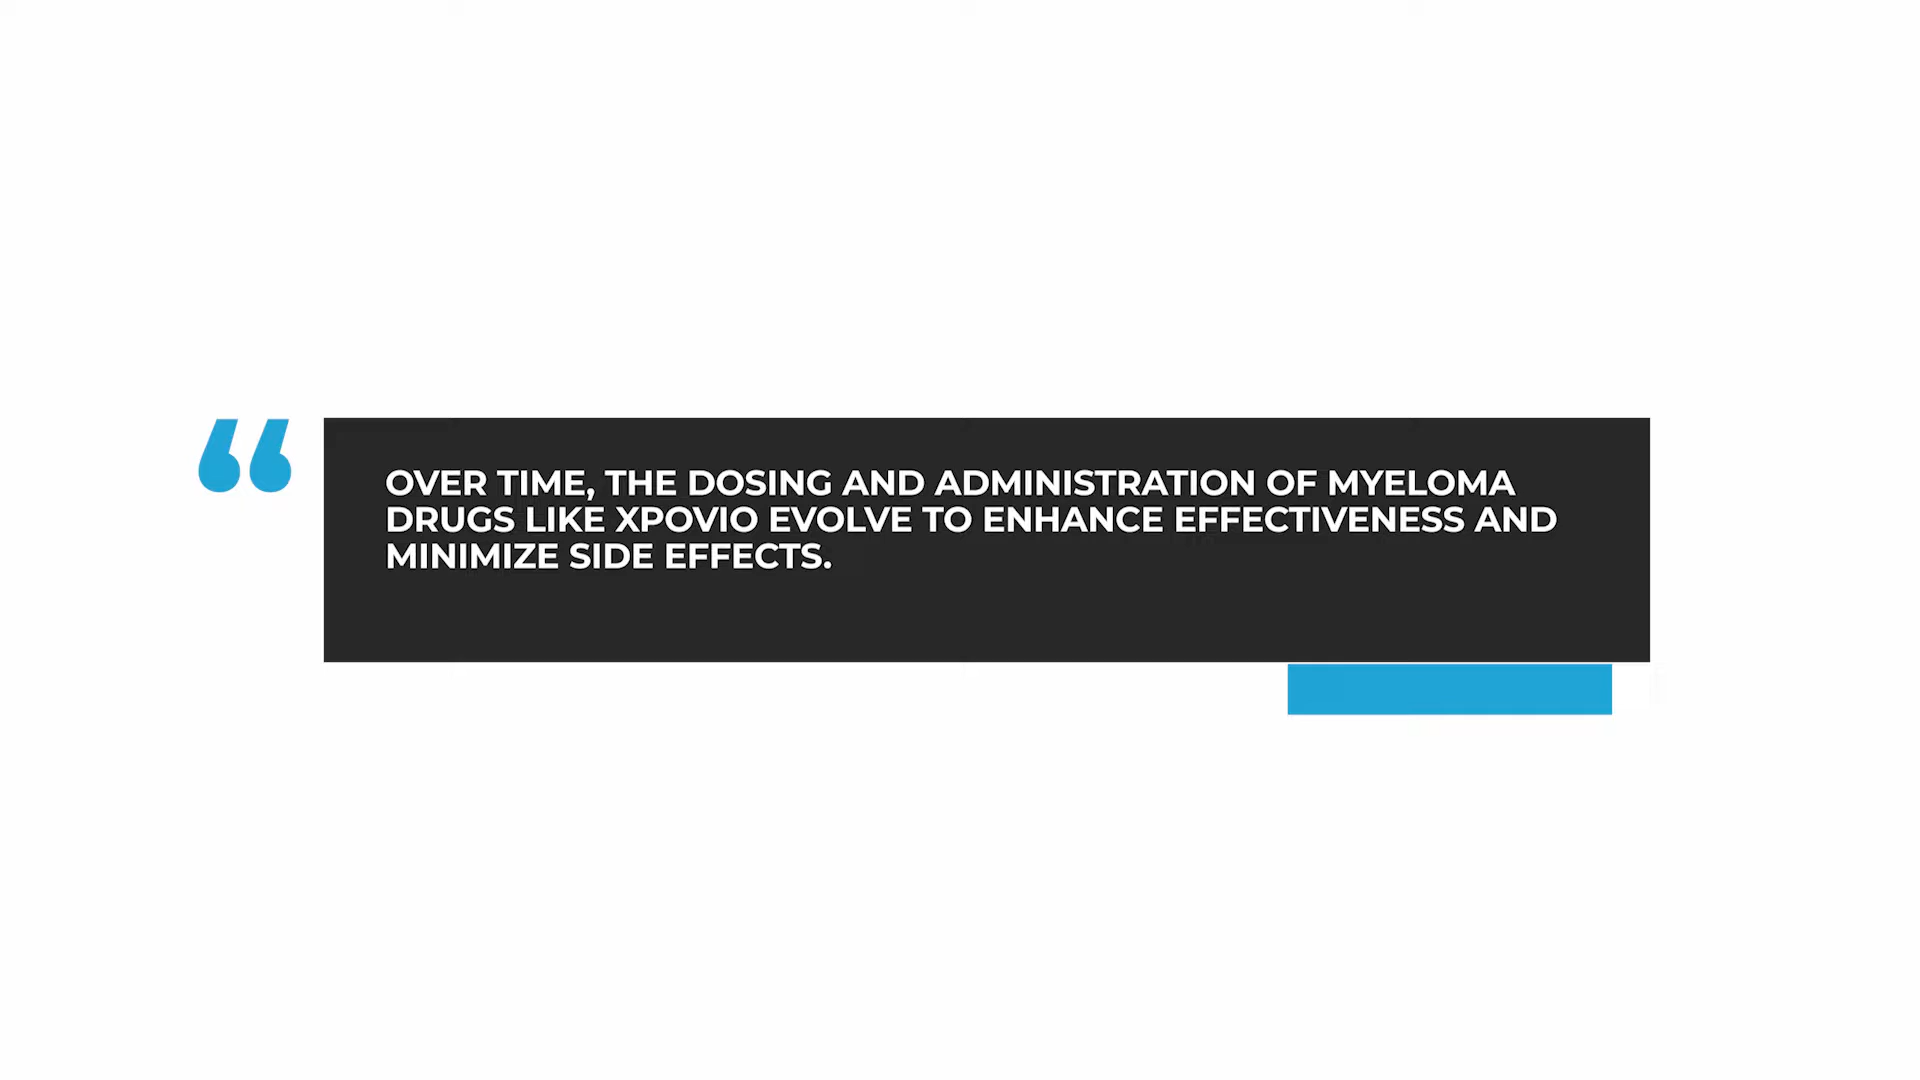 “
OVER TIME, THE DOSING AND ADMINISTRATION OF MYELOMA
DRUGS LIKE XPOVIO EVOLVE TO ENHANCE EFFECTIVENESS AND
MINIMIZE SIDE EFFECTS.